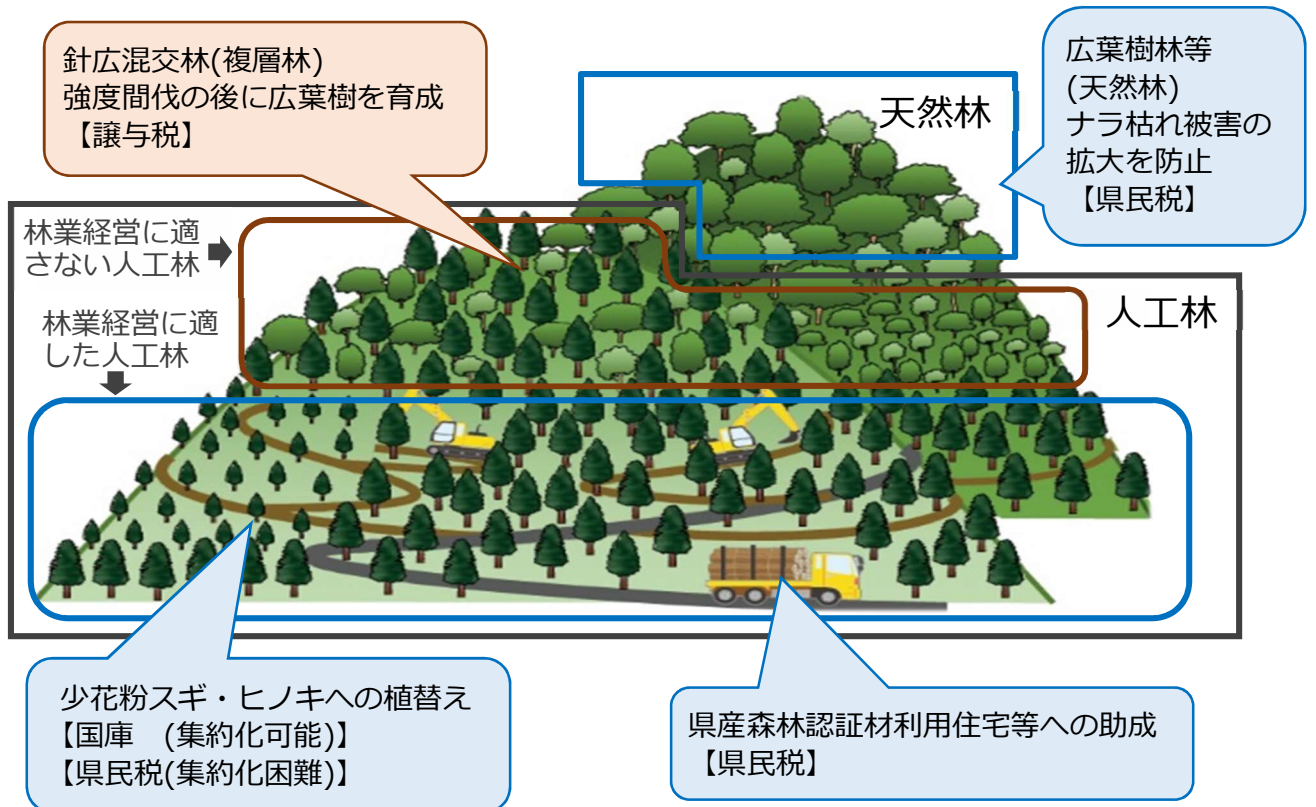 針広混交林(複層林)
強度間伐の後に広葉樹を育成
【譲与税】
広葉樹林等
(天然林)
ナラ枯れ被害の
拡大を防止
【県民税】
天然林
林業経営に適
さない人工林
人工林
林業経営に適
した人工林
少花粉スギ・ヒノキへの植替え
【国庫　(集約化可能)】
【県民税(集約化困難)】
県産森林認証材利用住宅等への助成
【県民税】